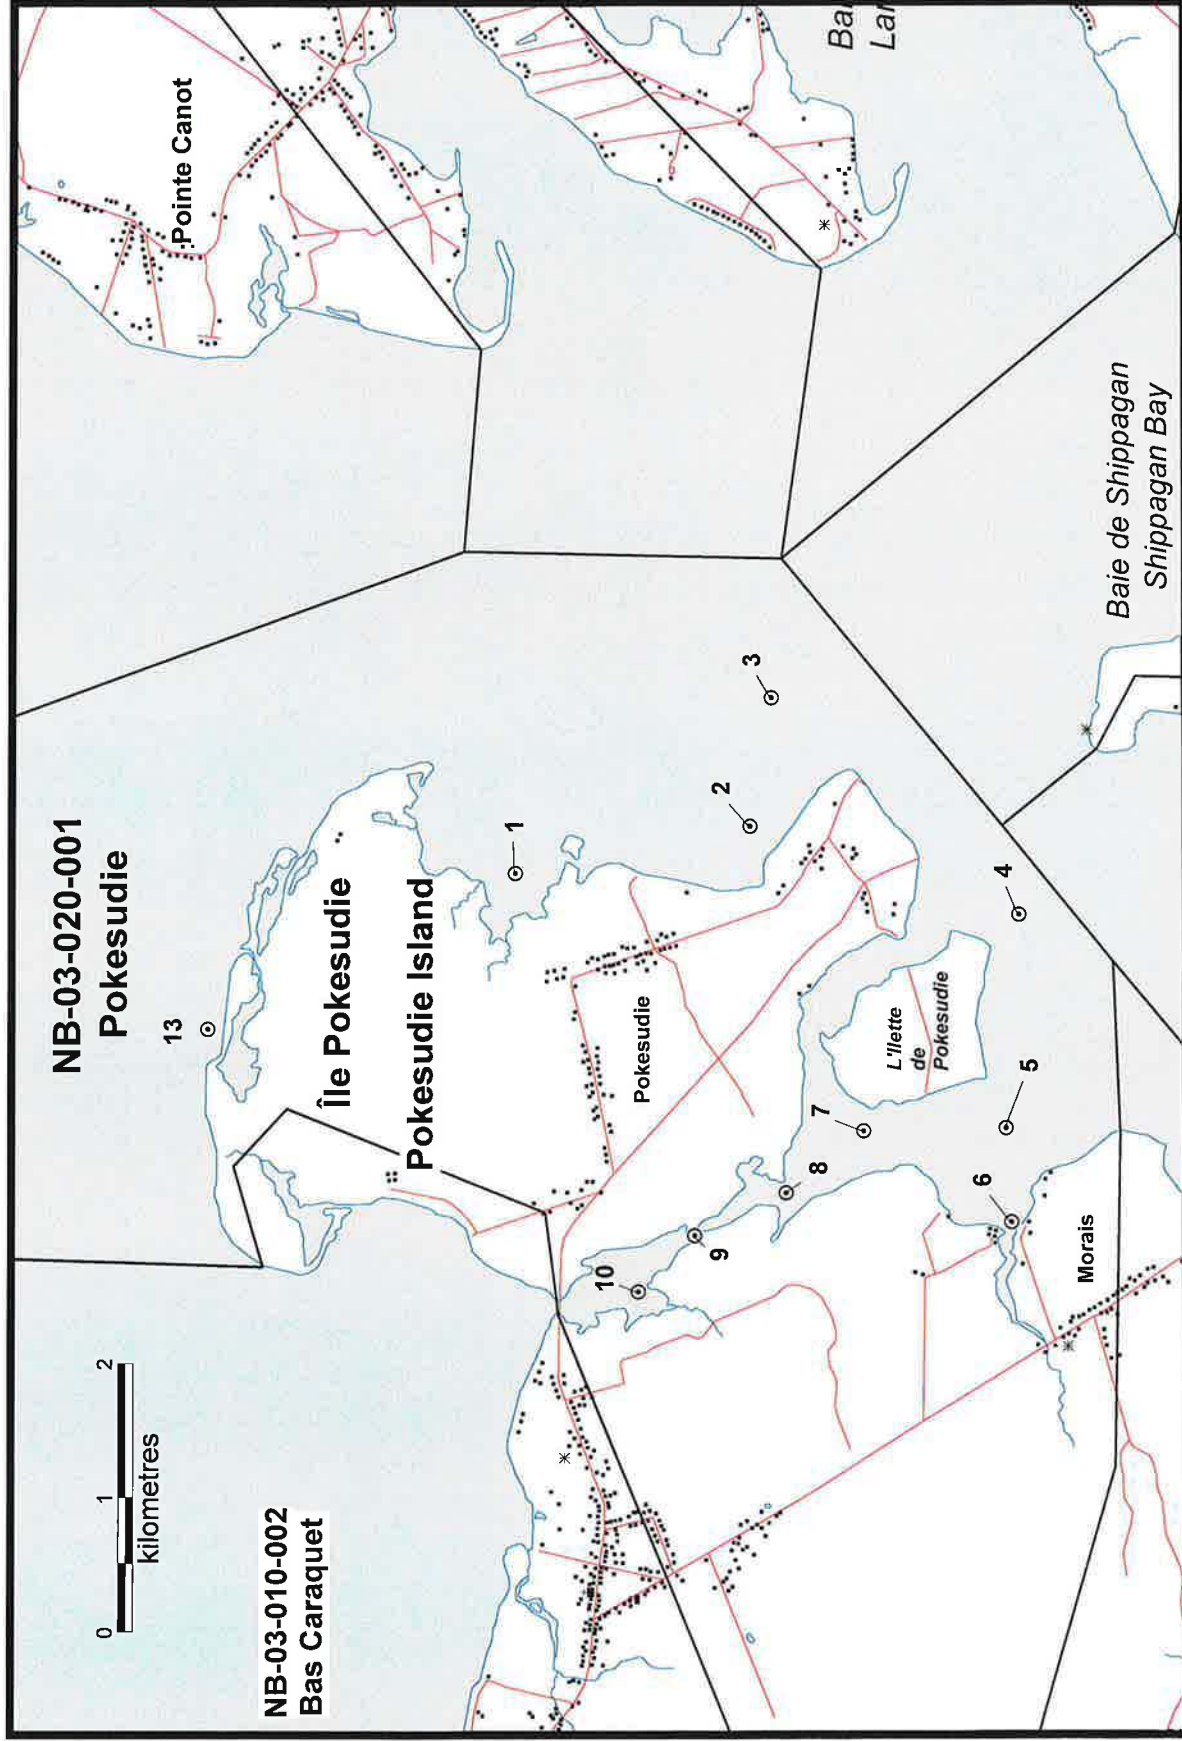 NB-03-020-001
Pokesudie
NB-03-010-002
Bas Caraquet
0 1 2
kilometres
Île Pokesudie
Pokesudie Island
Pokesudie
L'Ilette
de
Pokesudie
Morais
Pointe Canot
Baie de Shippagan
Shippagan Bay
Bai
Lar
13
1
2
3
4
5
6
7
8
9
10